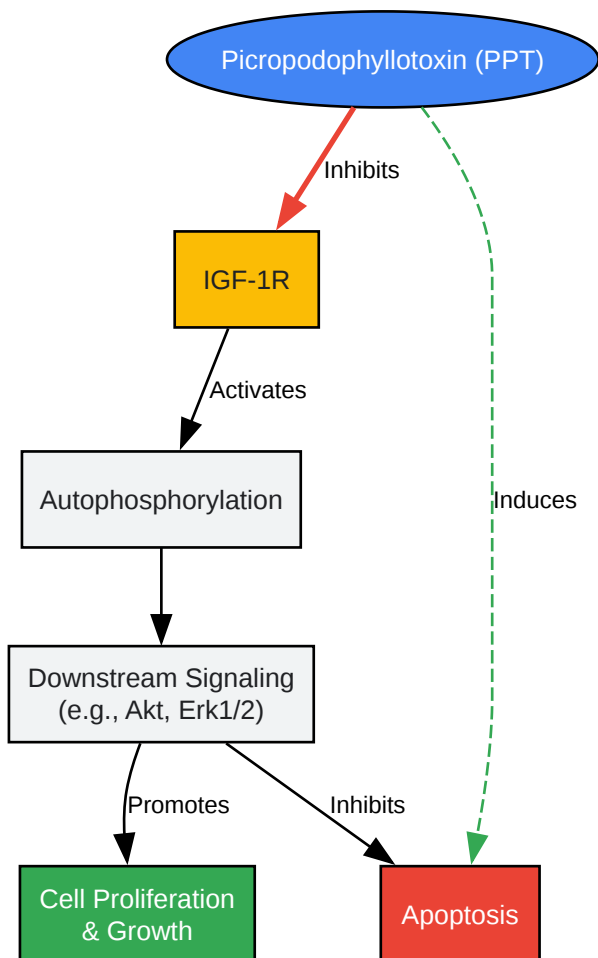 Picropodophyllotoxin (PPT)
Inhibits
IGF-1R
Activates
Autophosphorylation
Induces
Downstream Signaling
(e.g., Akt, Erk1/2)
Promotes
Inhibits
Cell Proliferation
& Growth
Apoptosis